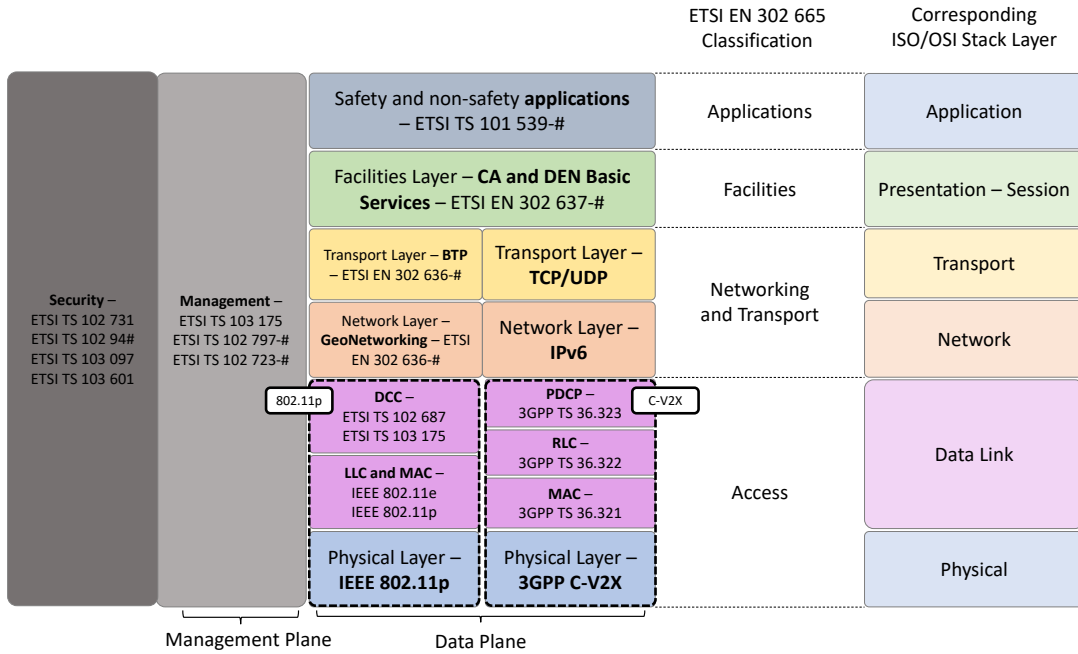 ETSI EN 302 665
Classification
Corresponding
ISO/OSI Stack Layer
Safety and non-safety applications
– ETSI TS 101 539-#
Applications
Application
Facilities Layer – CA and DEN Basic
Services – ETSI EN 302 637-#
Facilities
Presentation – Session
Transport Layer – BTP
– ETSI EN 302 636-#
Transport Layer –
TCP/UDP
Transport
Networking
and Transport
Security –
ETSI TS 102 731
ETSI TS 102 94#
ETSI TS 103 097
ETSI TS 103 601
Management –
ETSI TS 103 175
ETSI TS 102 797-#
ETSI TS 102 723-#
Network Layer –
GeoNetworking – ETSI
EN 302 636-#
Network Layer –
IPv6
Network
802.11p
C-V2X
DCC –
ETSI TS 102 687
ETSI TS 103 175
PDCP –
3GPP TS 36.323
RLC –
3GPP TS 36.322
LLC and MAC –
IEEE 802.11e
IEEE 802.11p
MAC –
3GPP TS 36.321
Access
Data Link
Physical Layer –
IEEE 802.11p
Physical Layer –
3GPP C-V2X
Physical
Management Plane
Data Plane